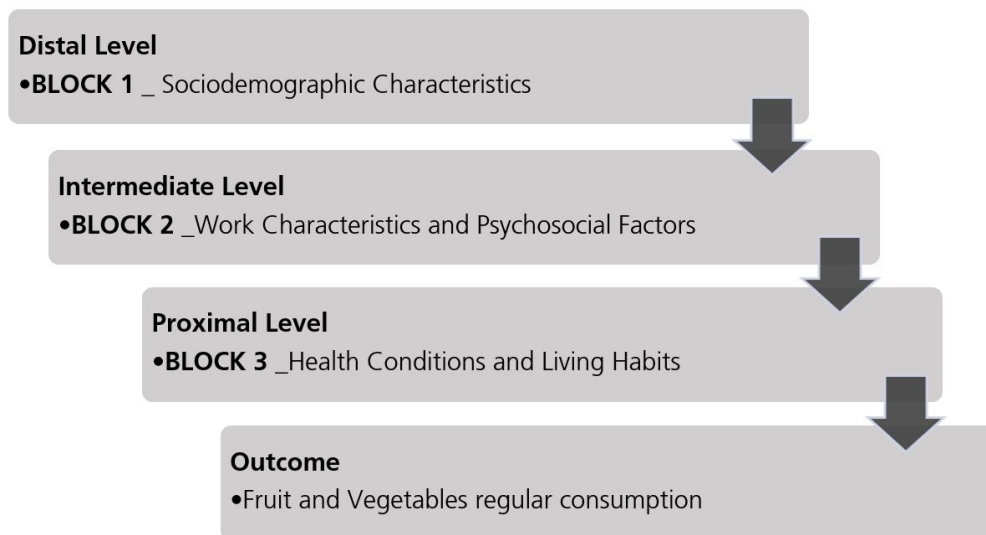 Distal Level
•BLOCK 1 _ Sociodemographic Characteristics
Intermediate Level
•BLOCK 2 _Work Characteristics and Psychosocial Factors
Proximal Level
•BLOCK 3 _Health Conditions and Living Habits
Outcome
•Fruit and Vegetables regular consumption